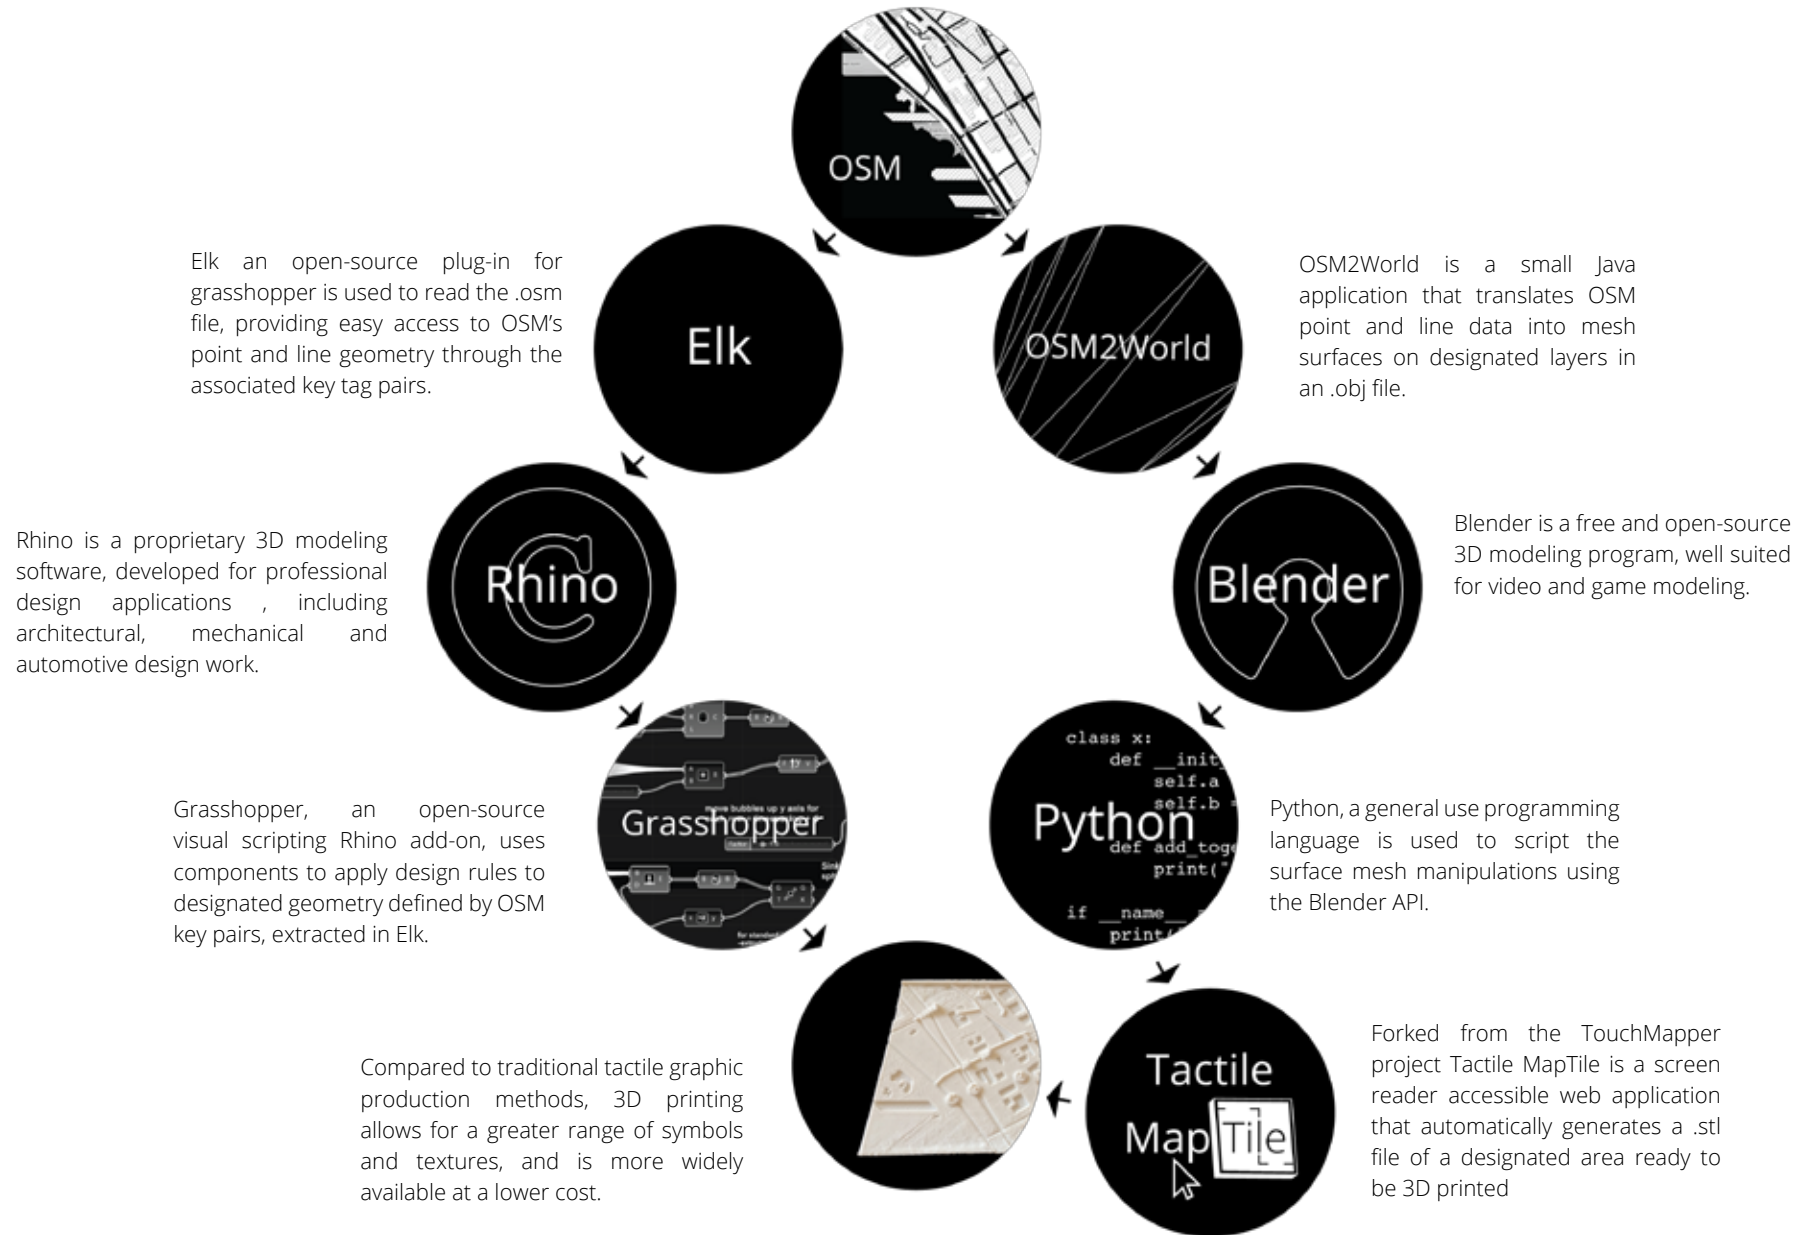 OSM
Elk an open-source plug-in for
grasshopper is used to read the .osm
file, providing easy access to OSM’s
point and line geometry through the
associated key tag pairs.
Elk
OSM2World
OSM2World is a small Java
application that translates OSM
point and line data into mesh
surfaces on designated layers in
an .obj file.
Rhino is a proprietary 3D modeling
software, developed for professional
design applications , including
architectural, mechanical and
automotive design work.
Rhino
Blender
Blender is a free and open-source
3D modeling program, well suited
for video and game modeling.
Grasshopper, an open-source
visual scripting Rhino add-on, uses
components to apply design rules to
designated geometry defined by OSM
key pairs, extracted in Elk.
move bubbles up y axis for
Grasshopper
class x:
def __init_
self.a
self.b =
Python
def add_toge
print("
if __name__ =
print(
Python, a general use programming
language is used to script the
surface mesh manipulations using
the Blender API.
Compared to traditional tactile graphic
production methods, 3D printing
allows for a greater range of symbols
and textures, and is more widely
available at a lower cost.
Tactile
Map Tile
Forked from the TouchMapper
project Tactile MapTile is a screen
reader accessible web application
that automatically generates a .stl
file of a designated area ready to
be 3D printed